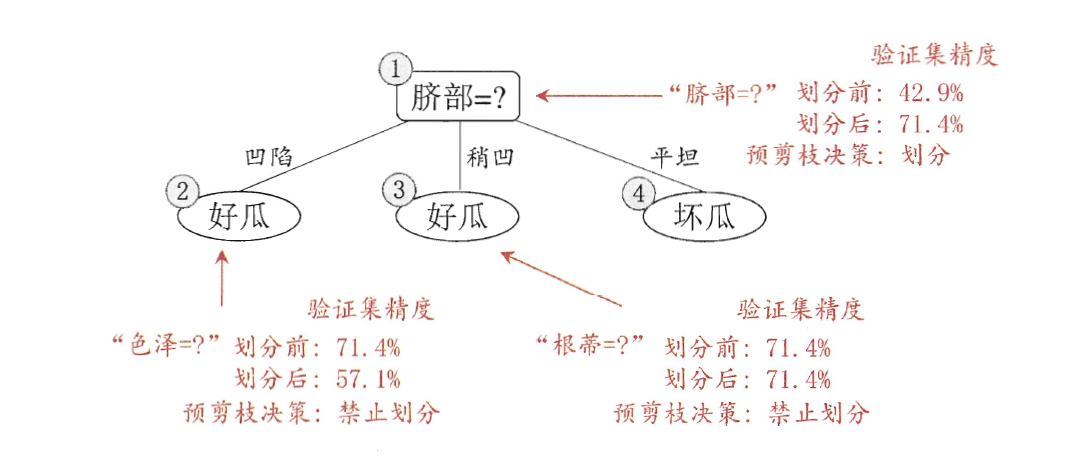 验证集精度
①
脐部=?
“脐部=?” 划分前: 42.9%
划分后: 71.4%
预剪枝决策: 划分
凹陷
稍凹
平坦
②
好瓜
③
好瓜
④
坏瓜
验证集精度
“色泽=?” 划分前: 71.4%
划分后: 57.1%
预剪枝决策: 禁止划分
验证集精度
“根蒂=?” 划分前: 71.4%
划分后: 71.4%
预剪枝决策: 禁止划分